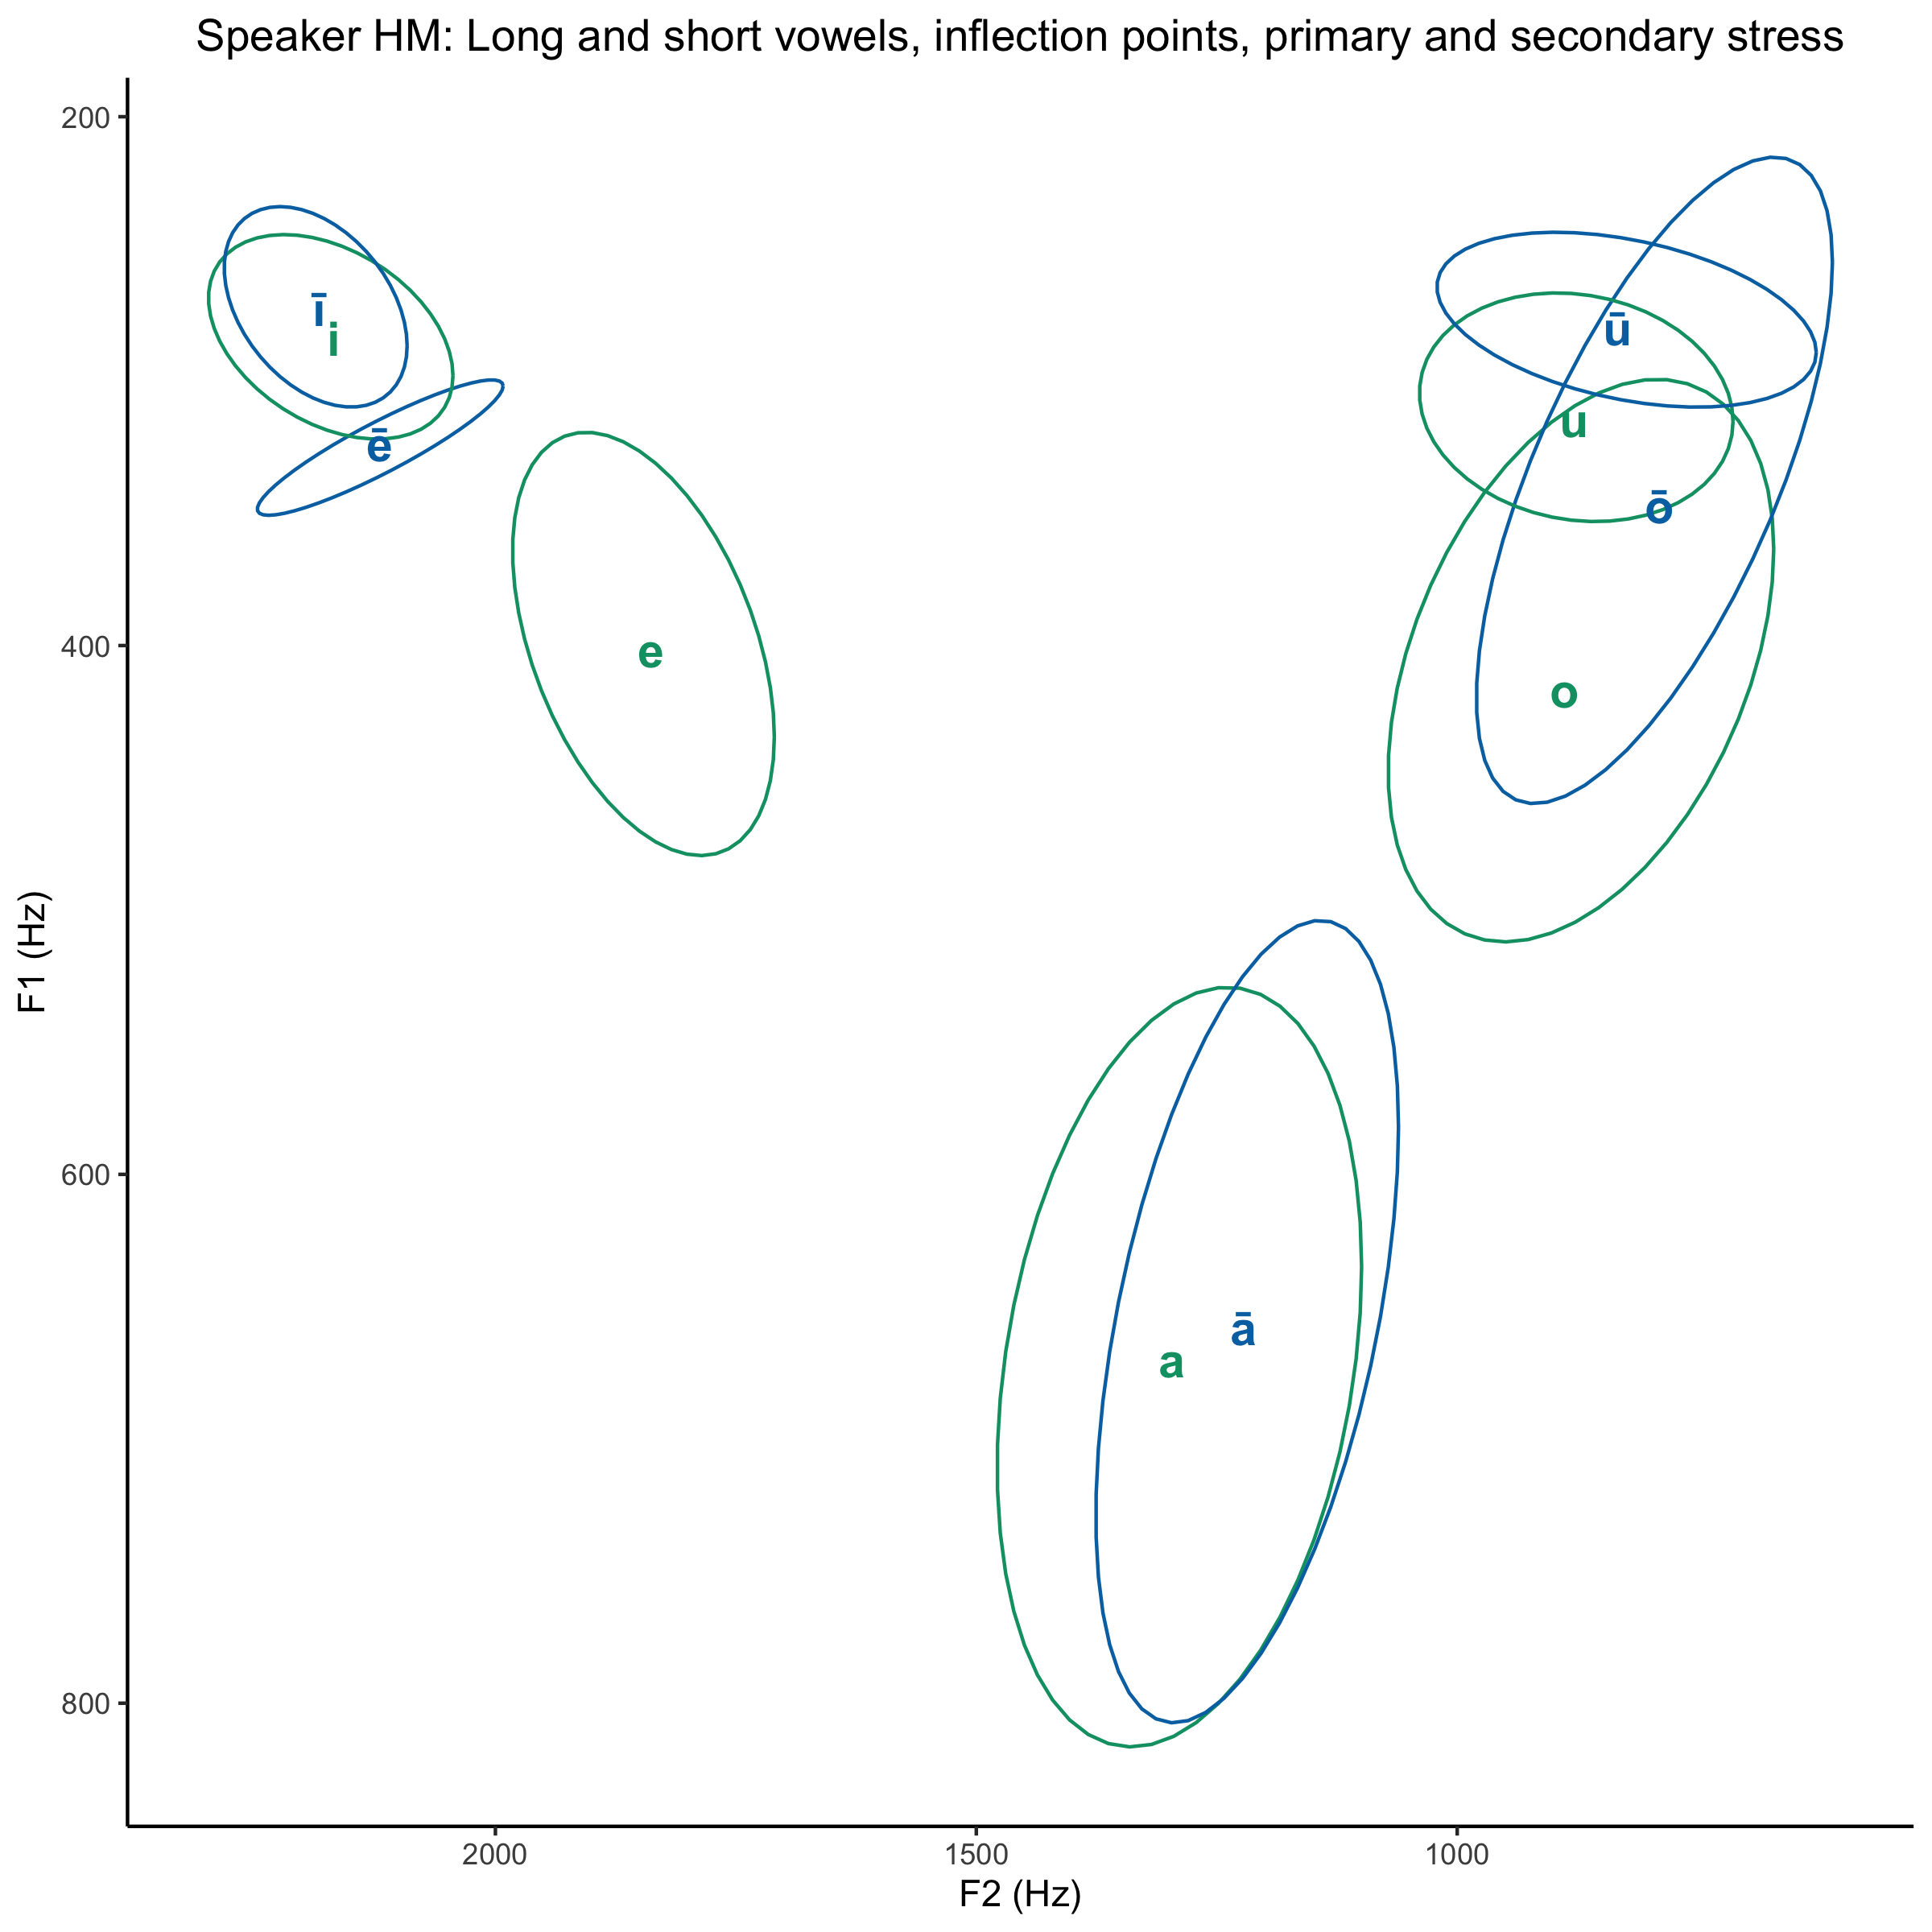 Speaker HM: Long and short vowels, inflection points, primary and secondary stress
200
400
600
800
F1 (Hz)
ī
i
ē
e
ū
u
ō
o
ā
a
2000 1500 1000
F2 (Hz)